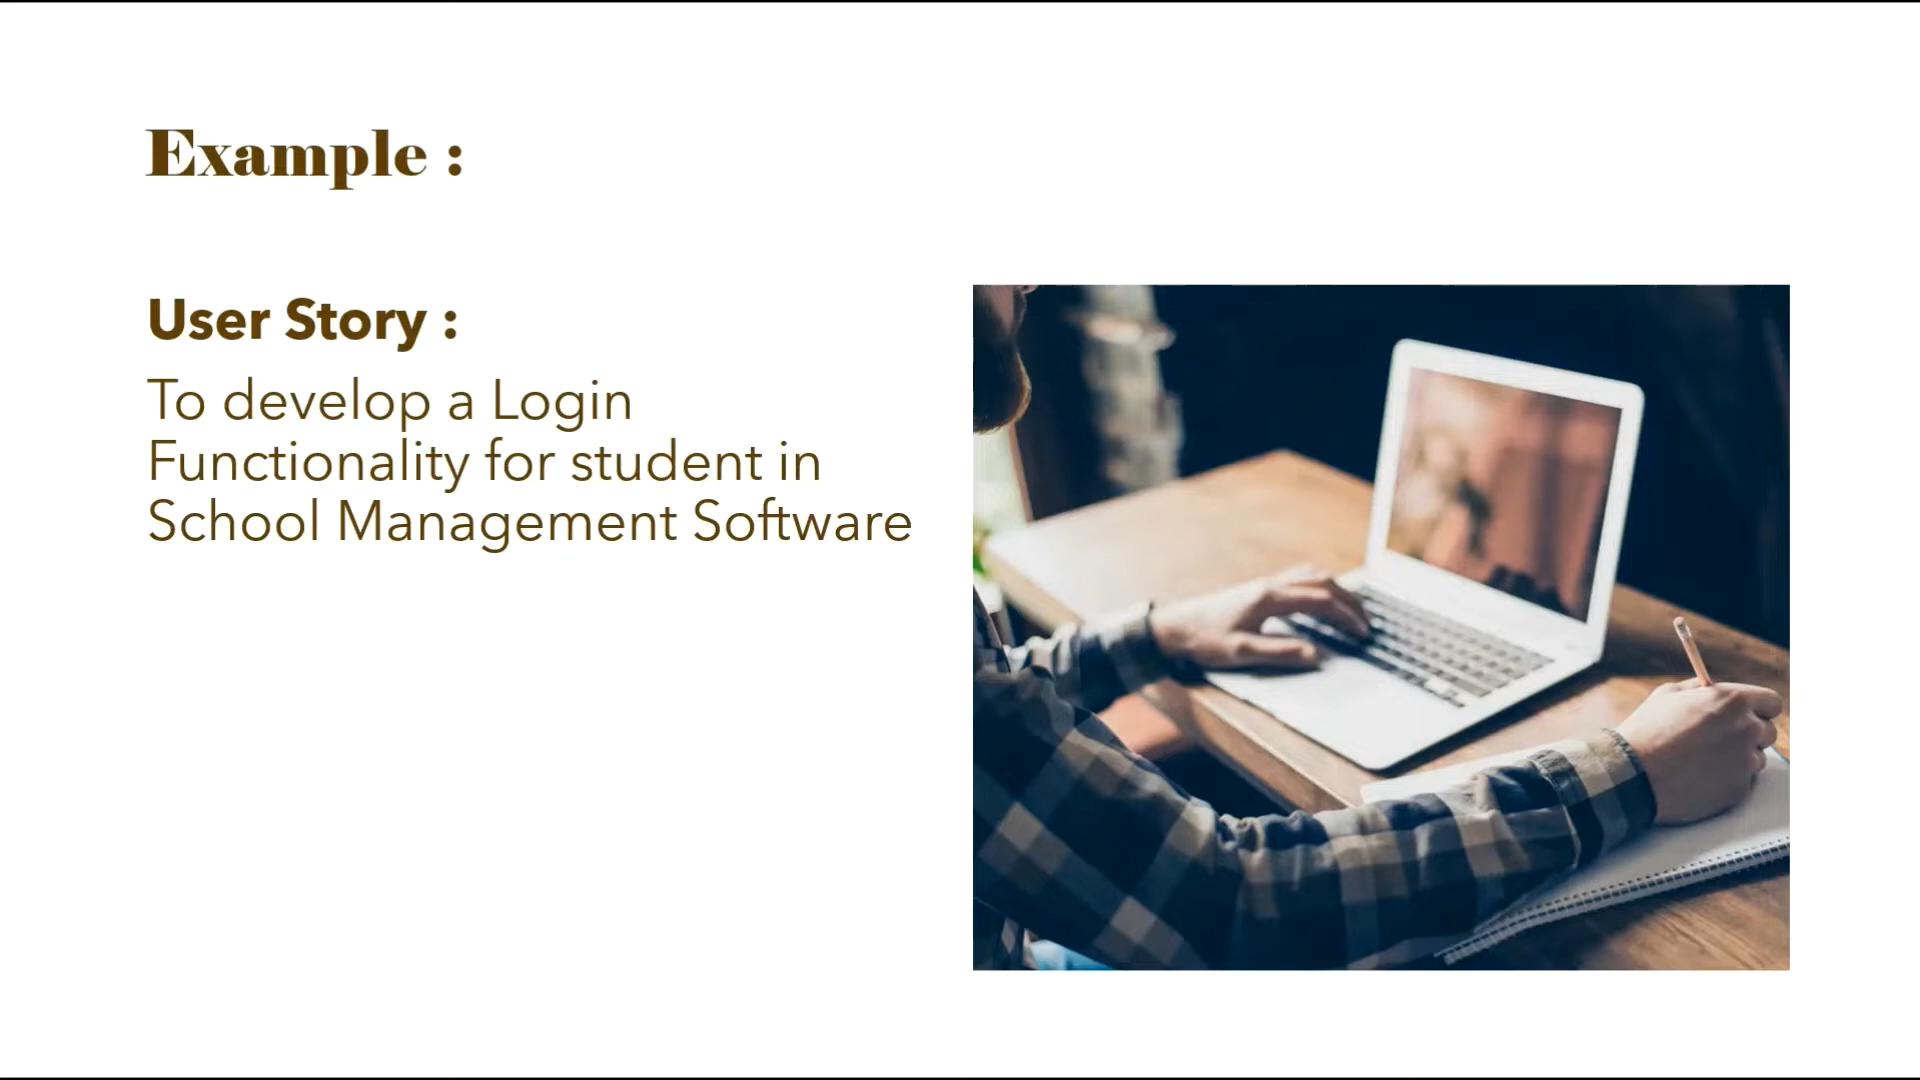 Example :
User Story :
To develop a Login
Functionality for student in
School Management Software